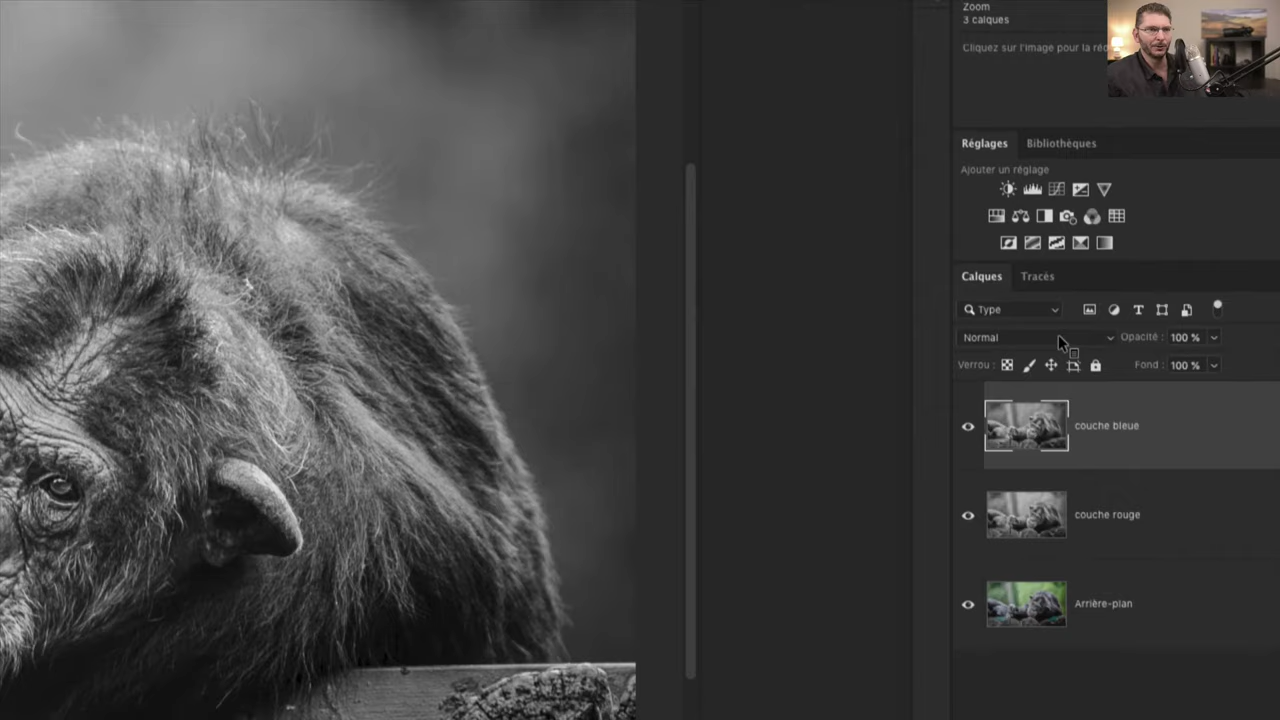 Zoom
3 calques
Cliquez sur l'image pour la
Réglages Bibliothèques
Ajouter un réglage
Calques Tracés
Type
Normal Opacité : 100 %
Verrou : Fond : 100 %
couche bleue
couche rouge
Arrière-plan